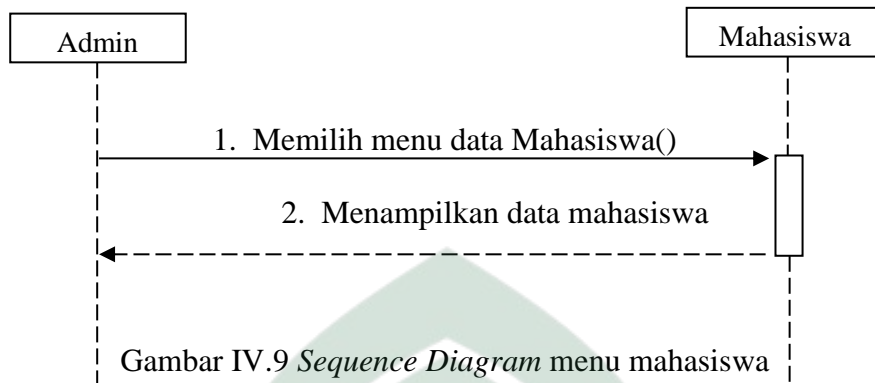 Admin
Mahasiswa
1. Memilih menu data Mahasiswa()
2. Menampilkan data mahasiswa
Gambar IV.9 Sequence Diagram menu mahasiswa